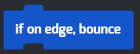 if on edge, bounce